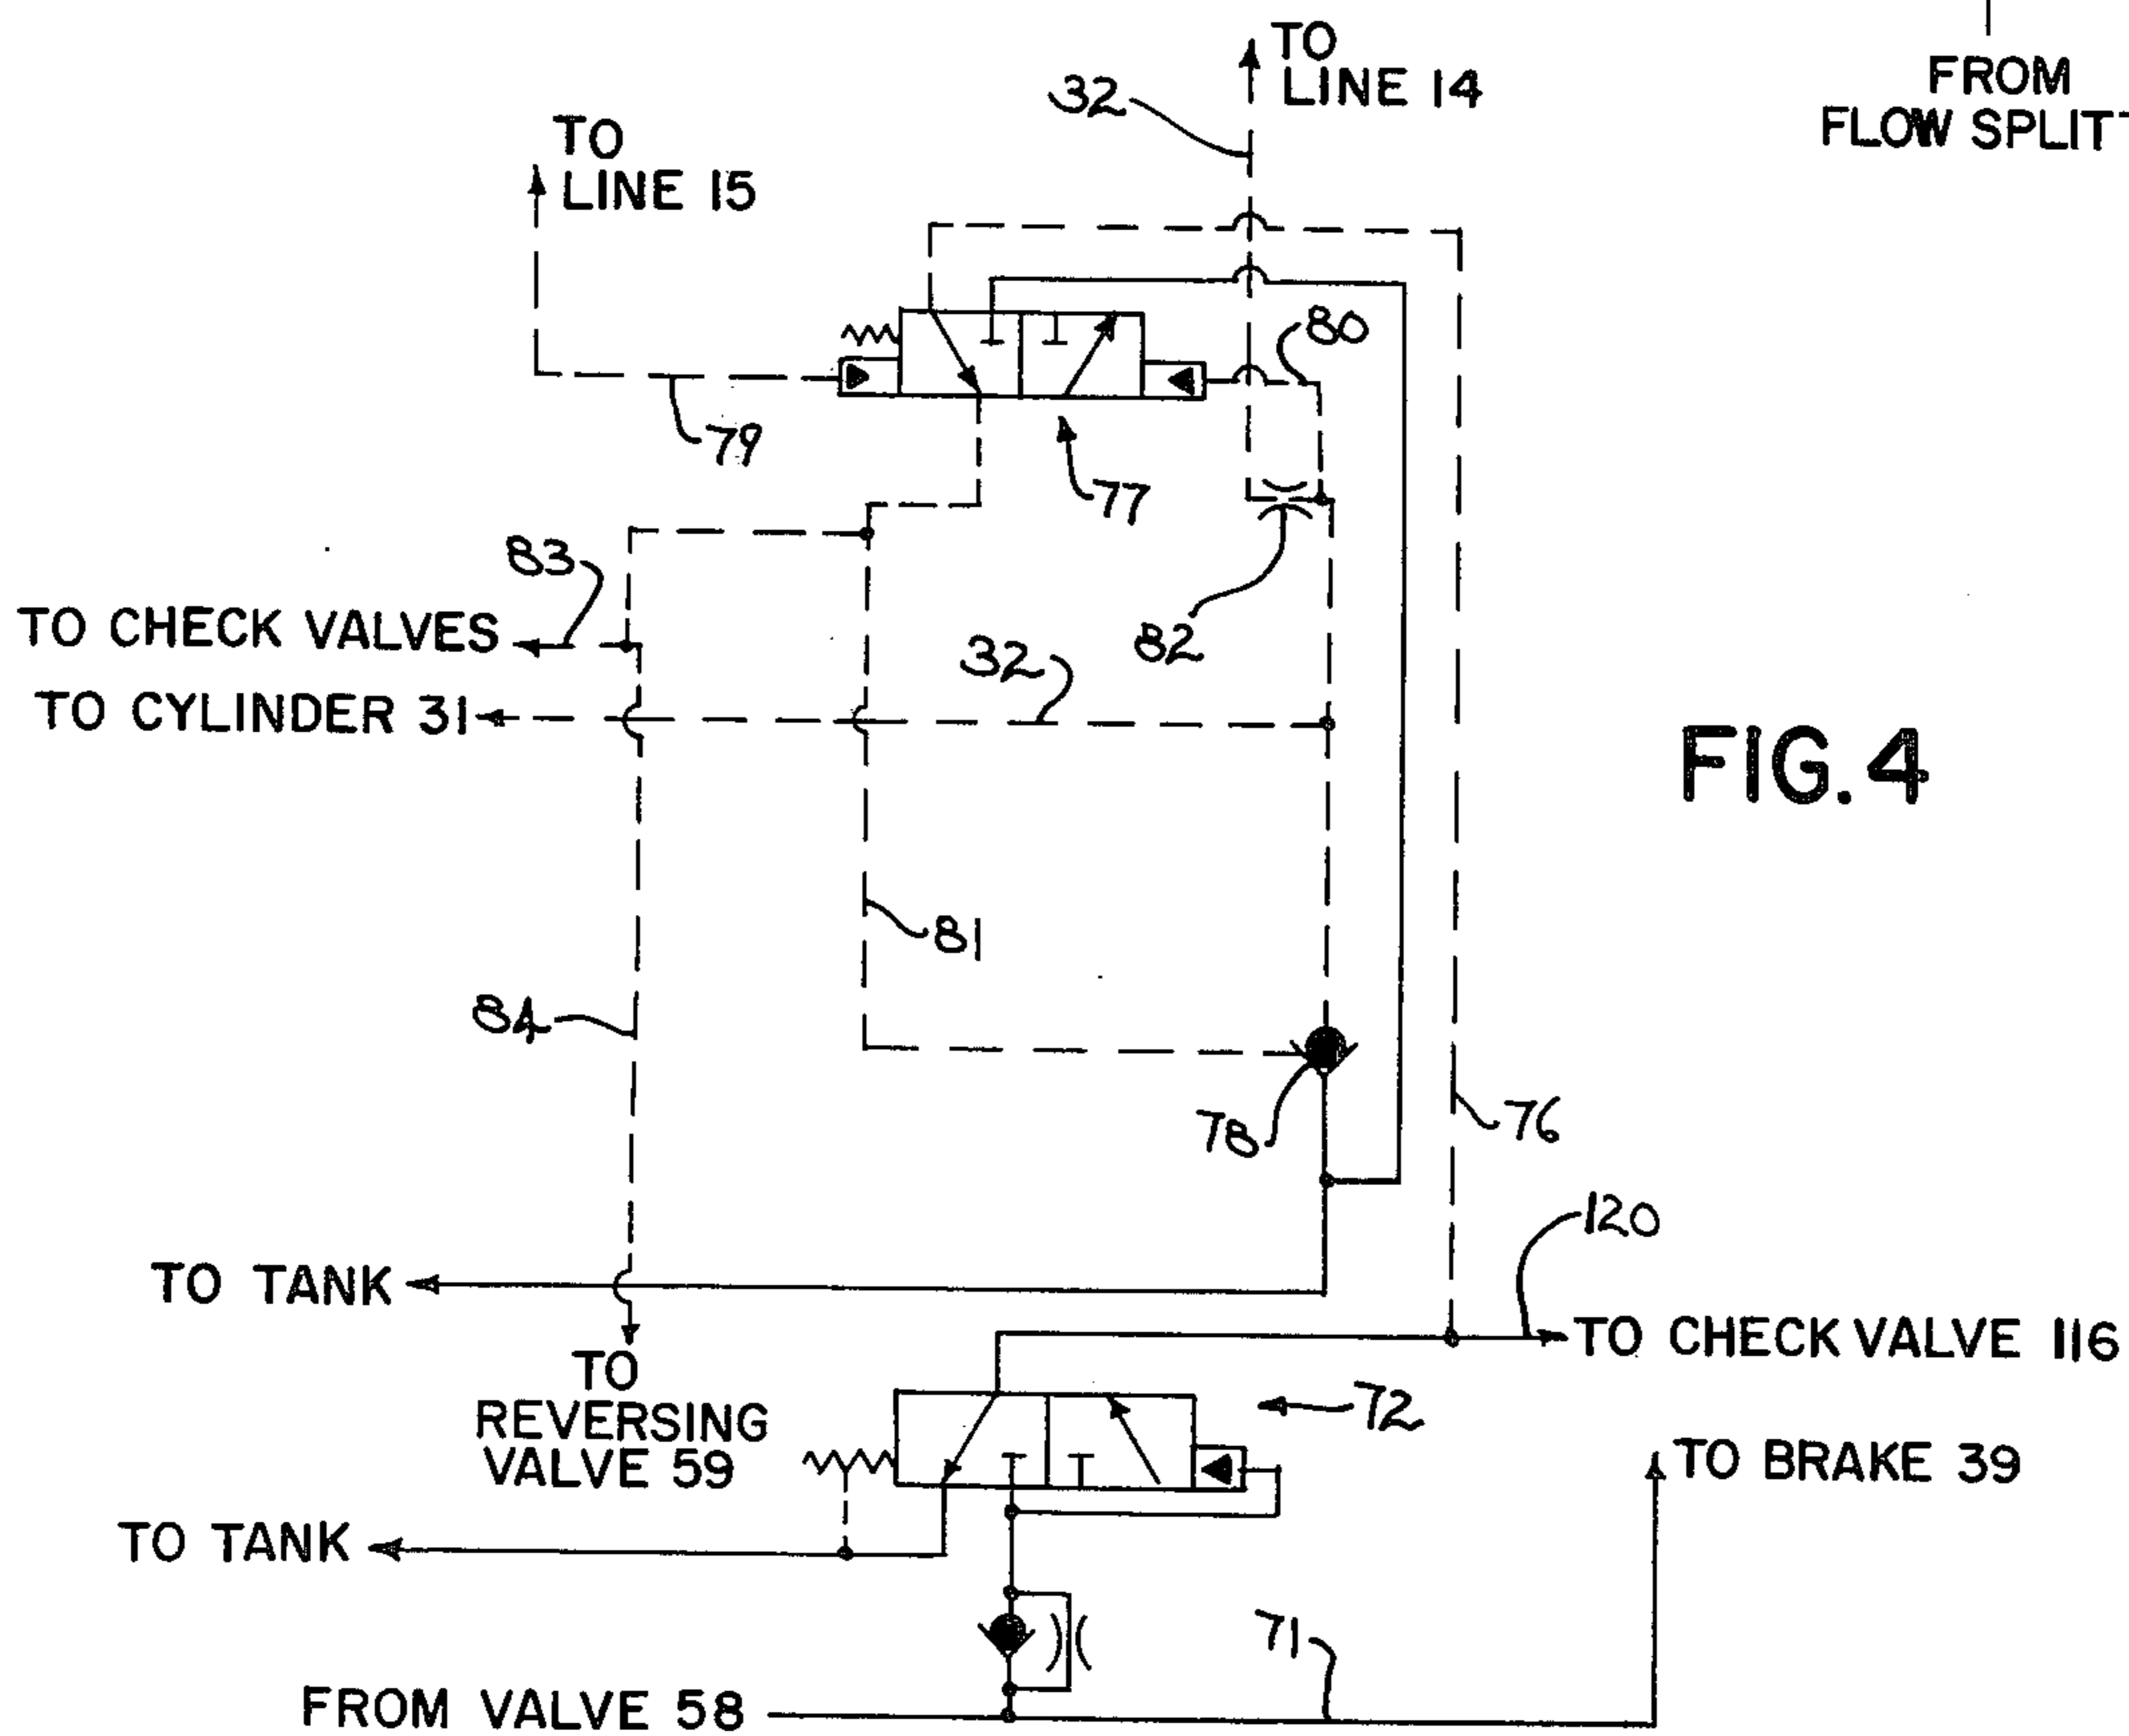 TO
LINE 14
32
FROM
FLOW SPLIT
TO
LINE 15
80
79
77
83
82
TO CHECK VALVES
32
TO CYLINDER 31
FIG. 4
81
84
78
76
120
TO TANK
TO CHECK VALVE 116
TO
REVERSING
VALVE 59
72
TO BRAKE 39
TO TANK
71
FROM VALVE 58